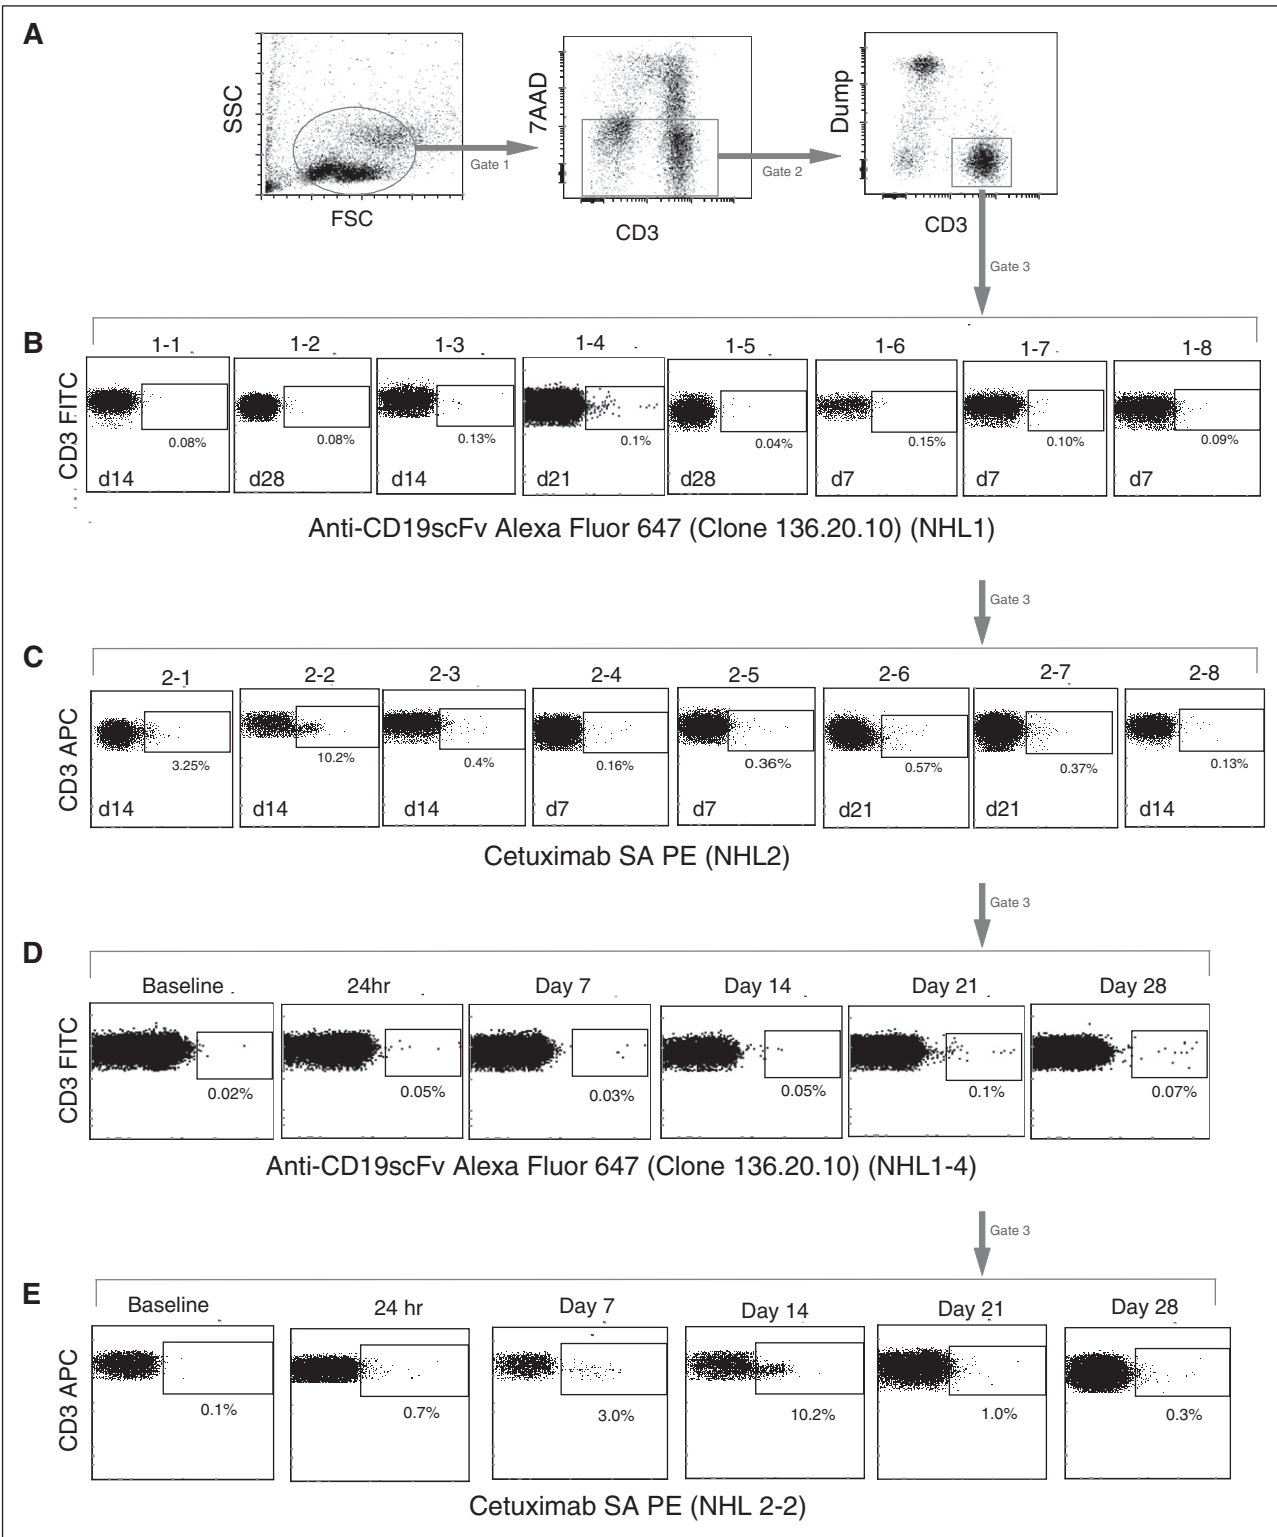 A
SSC
FSC
Gate 1
7AAD
CD3
Gate 2
Dump
CD3
Gate 3
B
1-1 1-2 1-3 1-4 1-5 1-6 1-7 1-8
CD3 FITC
0.08% 0.08% 0.13% 0.1% 0.04% 0.15% 0.10% 0.09%
d14 d28 d14 d21 d28 d7 d7 d7
Anti-CD19scFv Alexa Fluor 647 (Clone 136.20.10) (NHL1)
Gate 3
C
2-1 2-2 2-3 2-4 2-5 2-6 2-7 2-8
CD3 APC
3.25% 10.2% 0.4% 0.16% 0.36% 0.57% 0.37% 0.13%
d14 d14 d14 d7 d7 d21 d21 d14
Cetuximab SA PE (NHL2)
Gate 3
D
Baseline 24hr Day 7 Day 14 Day 21 Day 28
CD3 FITC
0.02% 0.05% 0.03% 0.05% 0.1% 0.07%
Anti-CD19scFv Alexa Fluor 647 (Clone 136.20.10) (NHL1-4)
Gate 3
E
Baseline 24 hr Day 7 Day 14 Day 21 Day 28
CD3 APC
0.1% 0.7% 3.0% 10.2% 1.0% 0.3%
Cetuximab SA PE (NHL 2-2)